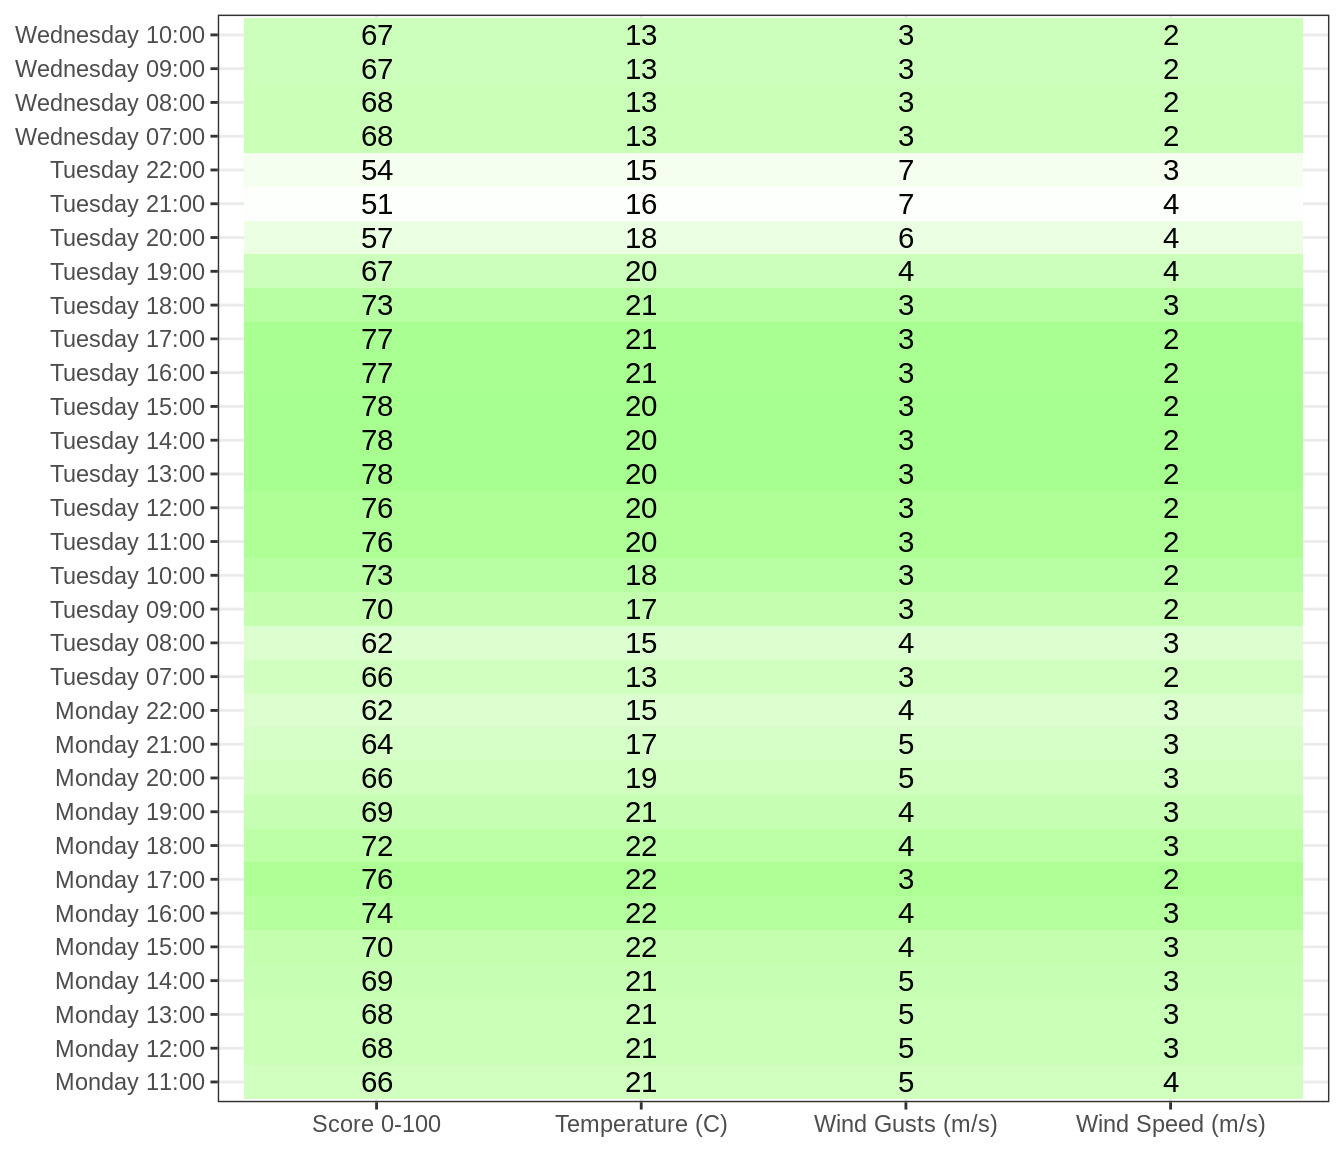 Wednesday 10:00 67 13 3 2
Wednesday 09:00 67 13 3 2
Wednesday 08:00 68 13 3 2
Wednesday 07:00 68 13 3 2
Tuesday 22:00 54 15 7 3
Tuesday 21:00 51 16 7 4
Tuesday 20:00 57 18 6 4
Tuesday 19:00 67 20 4 4
Tuesday 18:00 73 21 3 3
Tuesday 17:00 77 21 3 2
Tuesday 16:00 77 21 3 2
Tuesday 15:00 78 20 3 2
Tuesday 14:00 78 20 3 2
Tuesday 13:00 78 20 3 2
Tuesday 12:00 76 20 3 2
Tuesday 11:00 76 20 3 2
Tuesday 10:00 73 18 3 2
Tuesday 09:00 70 17 3 2
Tuesday 08:00 62 15 4 3
Tuesday 07:00 66 13 3 2
Monday 22:00 62 15 4 3
Monday 21:00 64 17 5 3
Monday 20:00 66 19 5 3
Monday 19:00 69 21 4 3
Monday 18:00 72 22 4 3
Monday 17:00 76 22 3 2
Monday 16:00 74 22 4 3
Monday 15:00 70 22 4 3
Monday 14:00 69 21 5 3
Monday 13:00 68 21 5 3
Monday 12:00 68 21 5 3
Monday 11:00 66 21 5 4
Score 0-100 Temperature (C) Wind Gusts (m/s) Wind Speed (m/s)